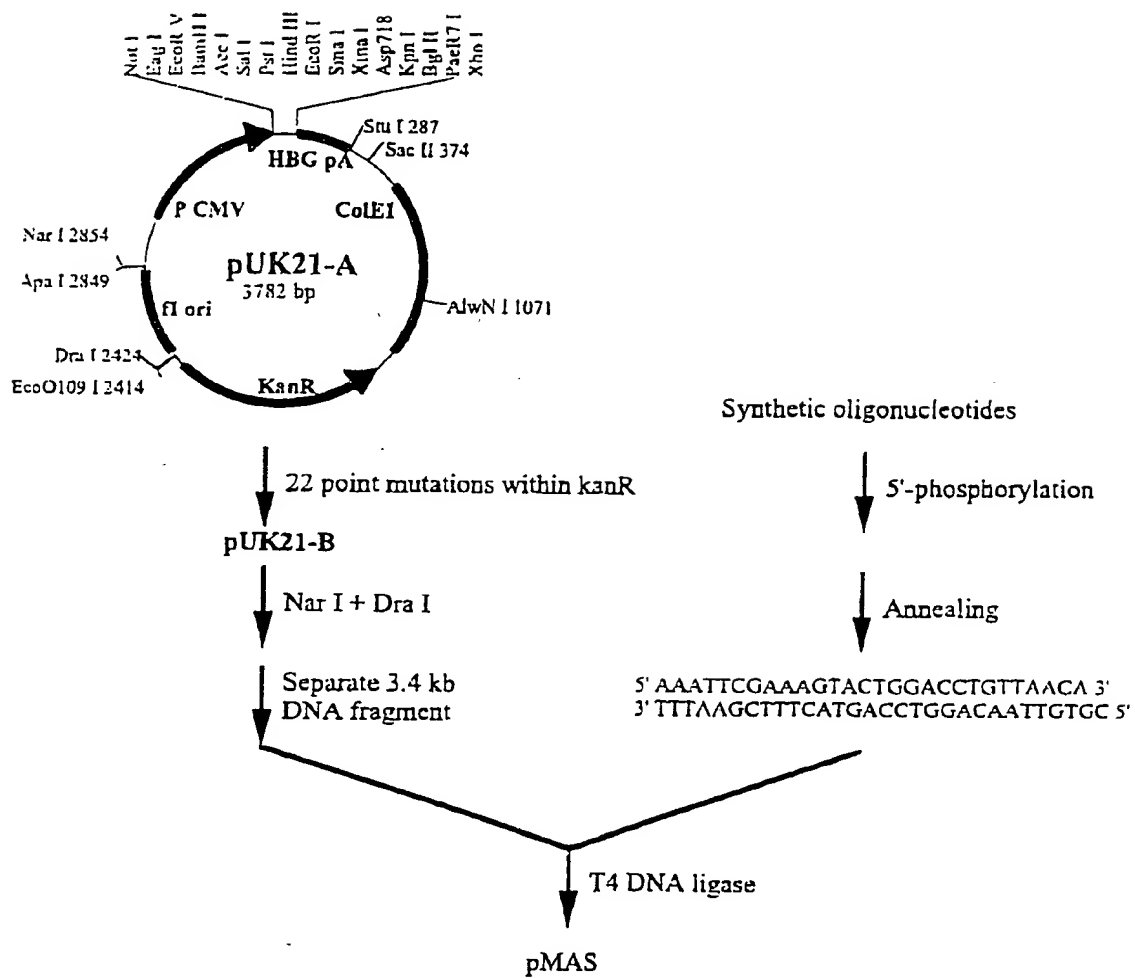 Not I
Eag I
EcoR V
BamH I
Acc I
Sal I
Pst I
Hind III
EcoR I
Sma I
Xma I
Asp718
Kpn I
Bgl II
PaeR7 I
Xho I
Stu I 287
HBG pA
Sac II 374
P CMV
ColE1
Nar I 2854
pUK21-A
Apa I 2849
3782 bp
f1 ori
AlwN I 1071
Dra I 2424
EcoO109 I 2414
KanR
Synthetic oligonucleotides
22 point mutations within kanR
5'-phosphorylation
pUK21-B
Nar I + Dra I
Annealing
Separate 3.4 kb
DNA fragment
5' AAATTCGAAAGTACTGGACCTGTTAACA 3'
3' TTTAAGCTTTCATGACCTGGACAATTGTGC 5'
T4 DNA ligase
pMAS